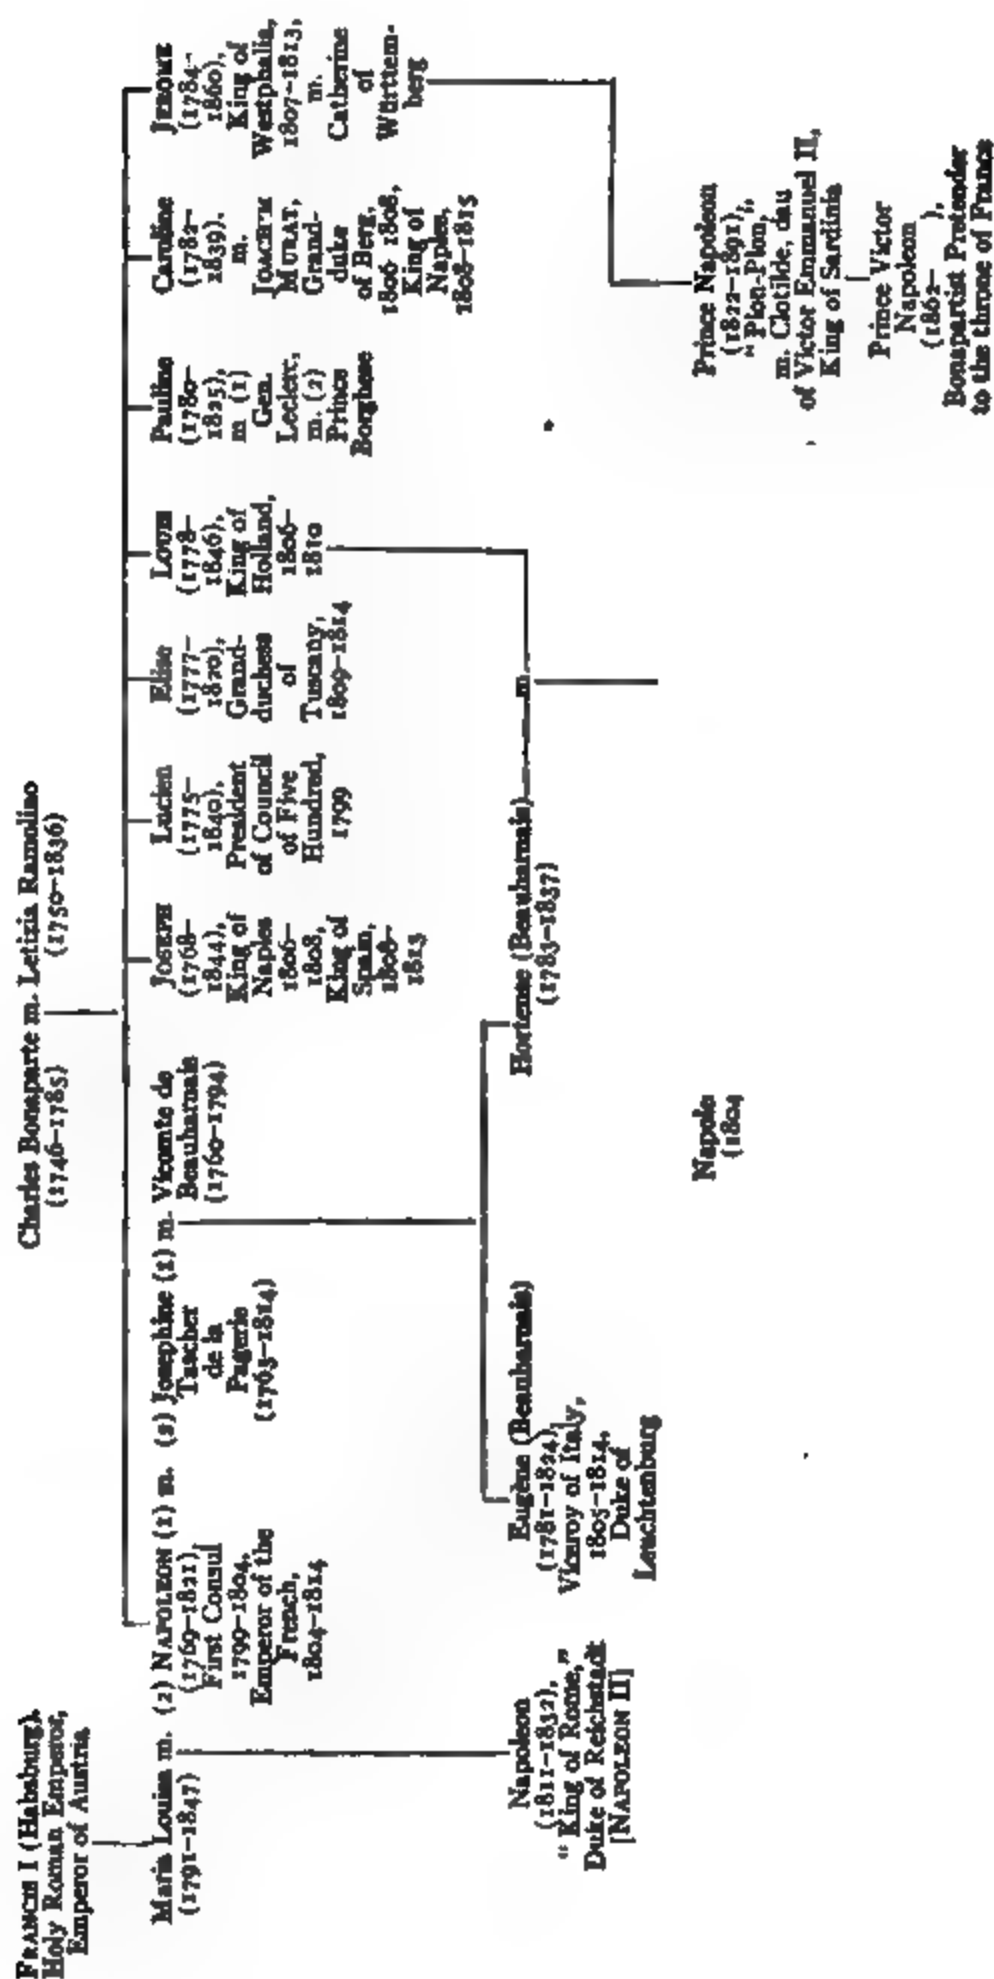 FRANCIS I (Habsburg),
Holy Roman Emperor,
Emperor of Austria
Charles Bonaparte m. Letizia Ramolino
(1746–1785) (1750–1836)
Maria Louisa m. (2) NAPOLEON (1) m. (2) Josephine (1) m. Vicomte de
(1791–1847)
(1769–1821),
First Consul
1799–1804,
Emperor of the
French,
1804–1814
Tascher
de la
Pagerie
(1763–1814)
Beauharnais
(1760–1794)
JOSEPH
(1768–
1844),
King of
Naples
1806–
1808,
King of
Spain,
1808–
1813
Lucien
(1775–
1840),
President
of Council
of Five
Hundred,
1799
Elise
(1777–
1820),
Grand-
duchess
of
Tuscany,
1809–1814
LOUIS
(1778–
1846),
King of
Holland,
1806–
1810
Pauline
(1780–
1825),
m (1)
Gen.
Leclerc,
m. (2)
Prince
Borghese
Caroline
(1782–
1839).
m.
JOACHIM
MURAT,
Grand-
duke
of Berg,
1806 1808,
King of
Naples,
1808–1815
JEROME
(1784–
1860),
King of
Westphalia,
1807–1813,
m.
Catherine
of
Württem-
berg
Napoleon
(1811–1832),
“ King of Rome,”
Duke of Reichstadt
[NAPOLEON II]
Eugène (Beauharnais)
(1781–1824),
Viceroy of Italy,
1805–1814,
Duke of
Leuchtenburg
Hortense (Beauharnais) m.
(1783–1837)
Napole
(1804
Prince Napoleon
(1822–1891),
“ Plon-Plon,
m. Clotilde, dau
of Victor Emmanuel II,
King of Sardinia
Prince Victor
Napoleon
(1862– ),
Bonapartist Pretender
to the throne of France